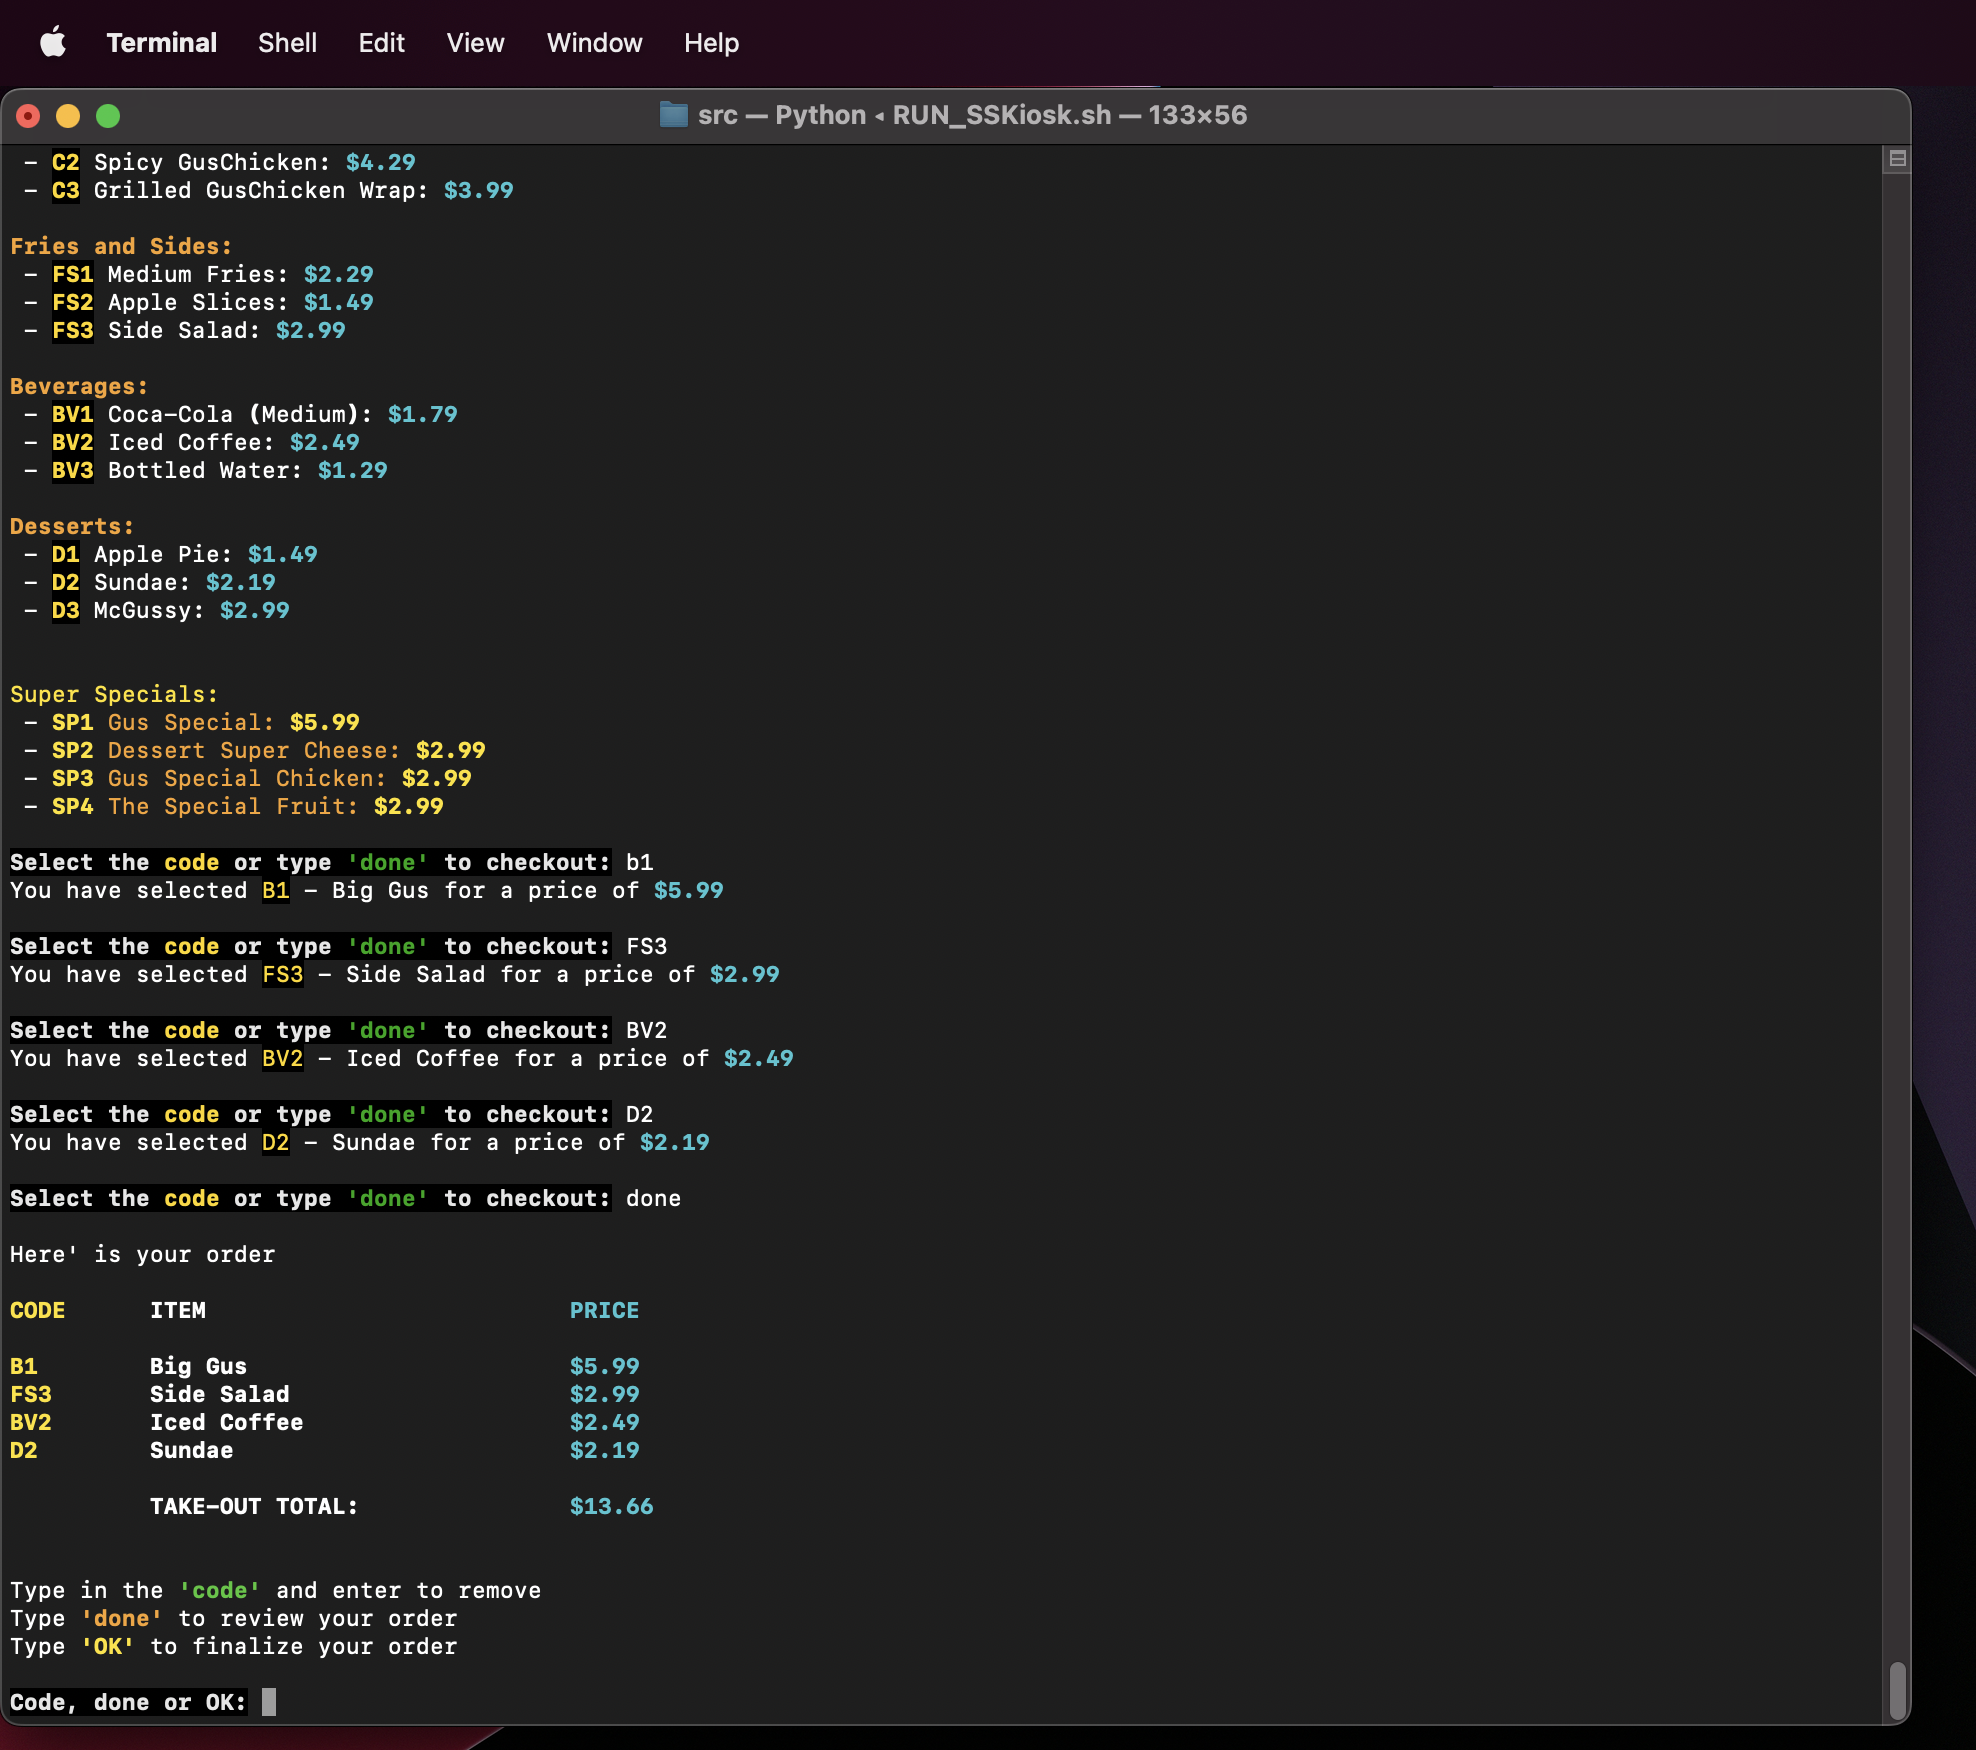 Terminal Shell Edit View Window Help
src — Python ◂ RUN_SSKiosk.sh — 133×56
- C2 Spicy GusChicken: $4.29
- C3 Grilled GusChicken Wrap: $3.99
Fries and Sides:
- FS1 Medium Fries: $2.29
- FS2 Apple Slices: $1.49
- FS3 Side Salad: $2.99
Beverages:
- BV1 Coca-Cola (Medium): $1.79
- BV2 Iced Coffee: $2.49
- BV3 Bottled Water: $1.29
Desserts:
- D1 Apple Pie: $1.49
- D2 Sundae: $2.19
- D3 McGussy: $2.99
Super Specials:
- SP1 Gus Special: $5.99
- SP2 Dessert Super Cheese: $2.99
- SP3 Gus Special Chicken: $2.99
- SP4 The Special Fruit: $2.99
Select the code or type 'done' to checkout: b1
You have selected B1 - Big Gus for a price of $5.99
Select the code or type 'done' to checkout: FS3
You have selected FS3 - Side Salad for a price of $2.99
Select the code or type 'done' to checkout: BV2
You have selected BV2 - Iced Coffee for a price of $2.49
Select the code or type 'done' to checkout: D2
You have selected D2 - Sundae for a price of $2.19
Select the code or type 'done' to checkout: done
Here' is your order
CODE ITEM PRICE
B1 Big Gus $5.99
FS3 Side Salad $2.99
BV2 Iced Coffee $2.49
D2 Sundae $2.19
TAKE-OUT TOTAL: $13.66
Type in the 'code' and enter to remove
Type 'done' to review your order
Type 'OK' to finalize your order
Code, done or OK: